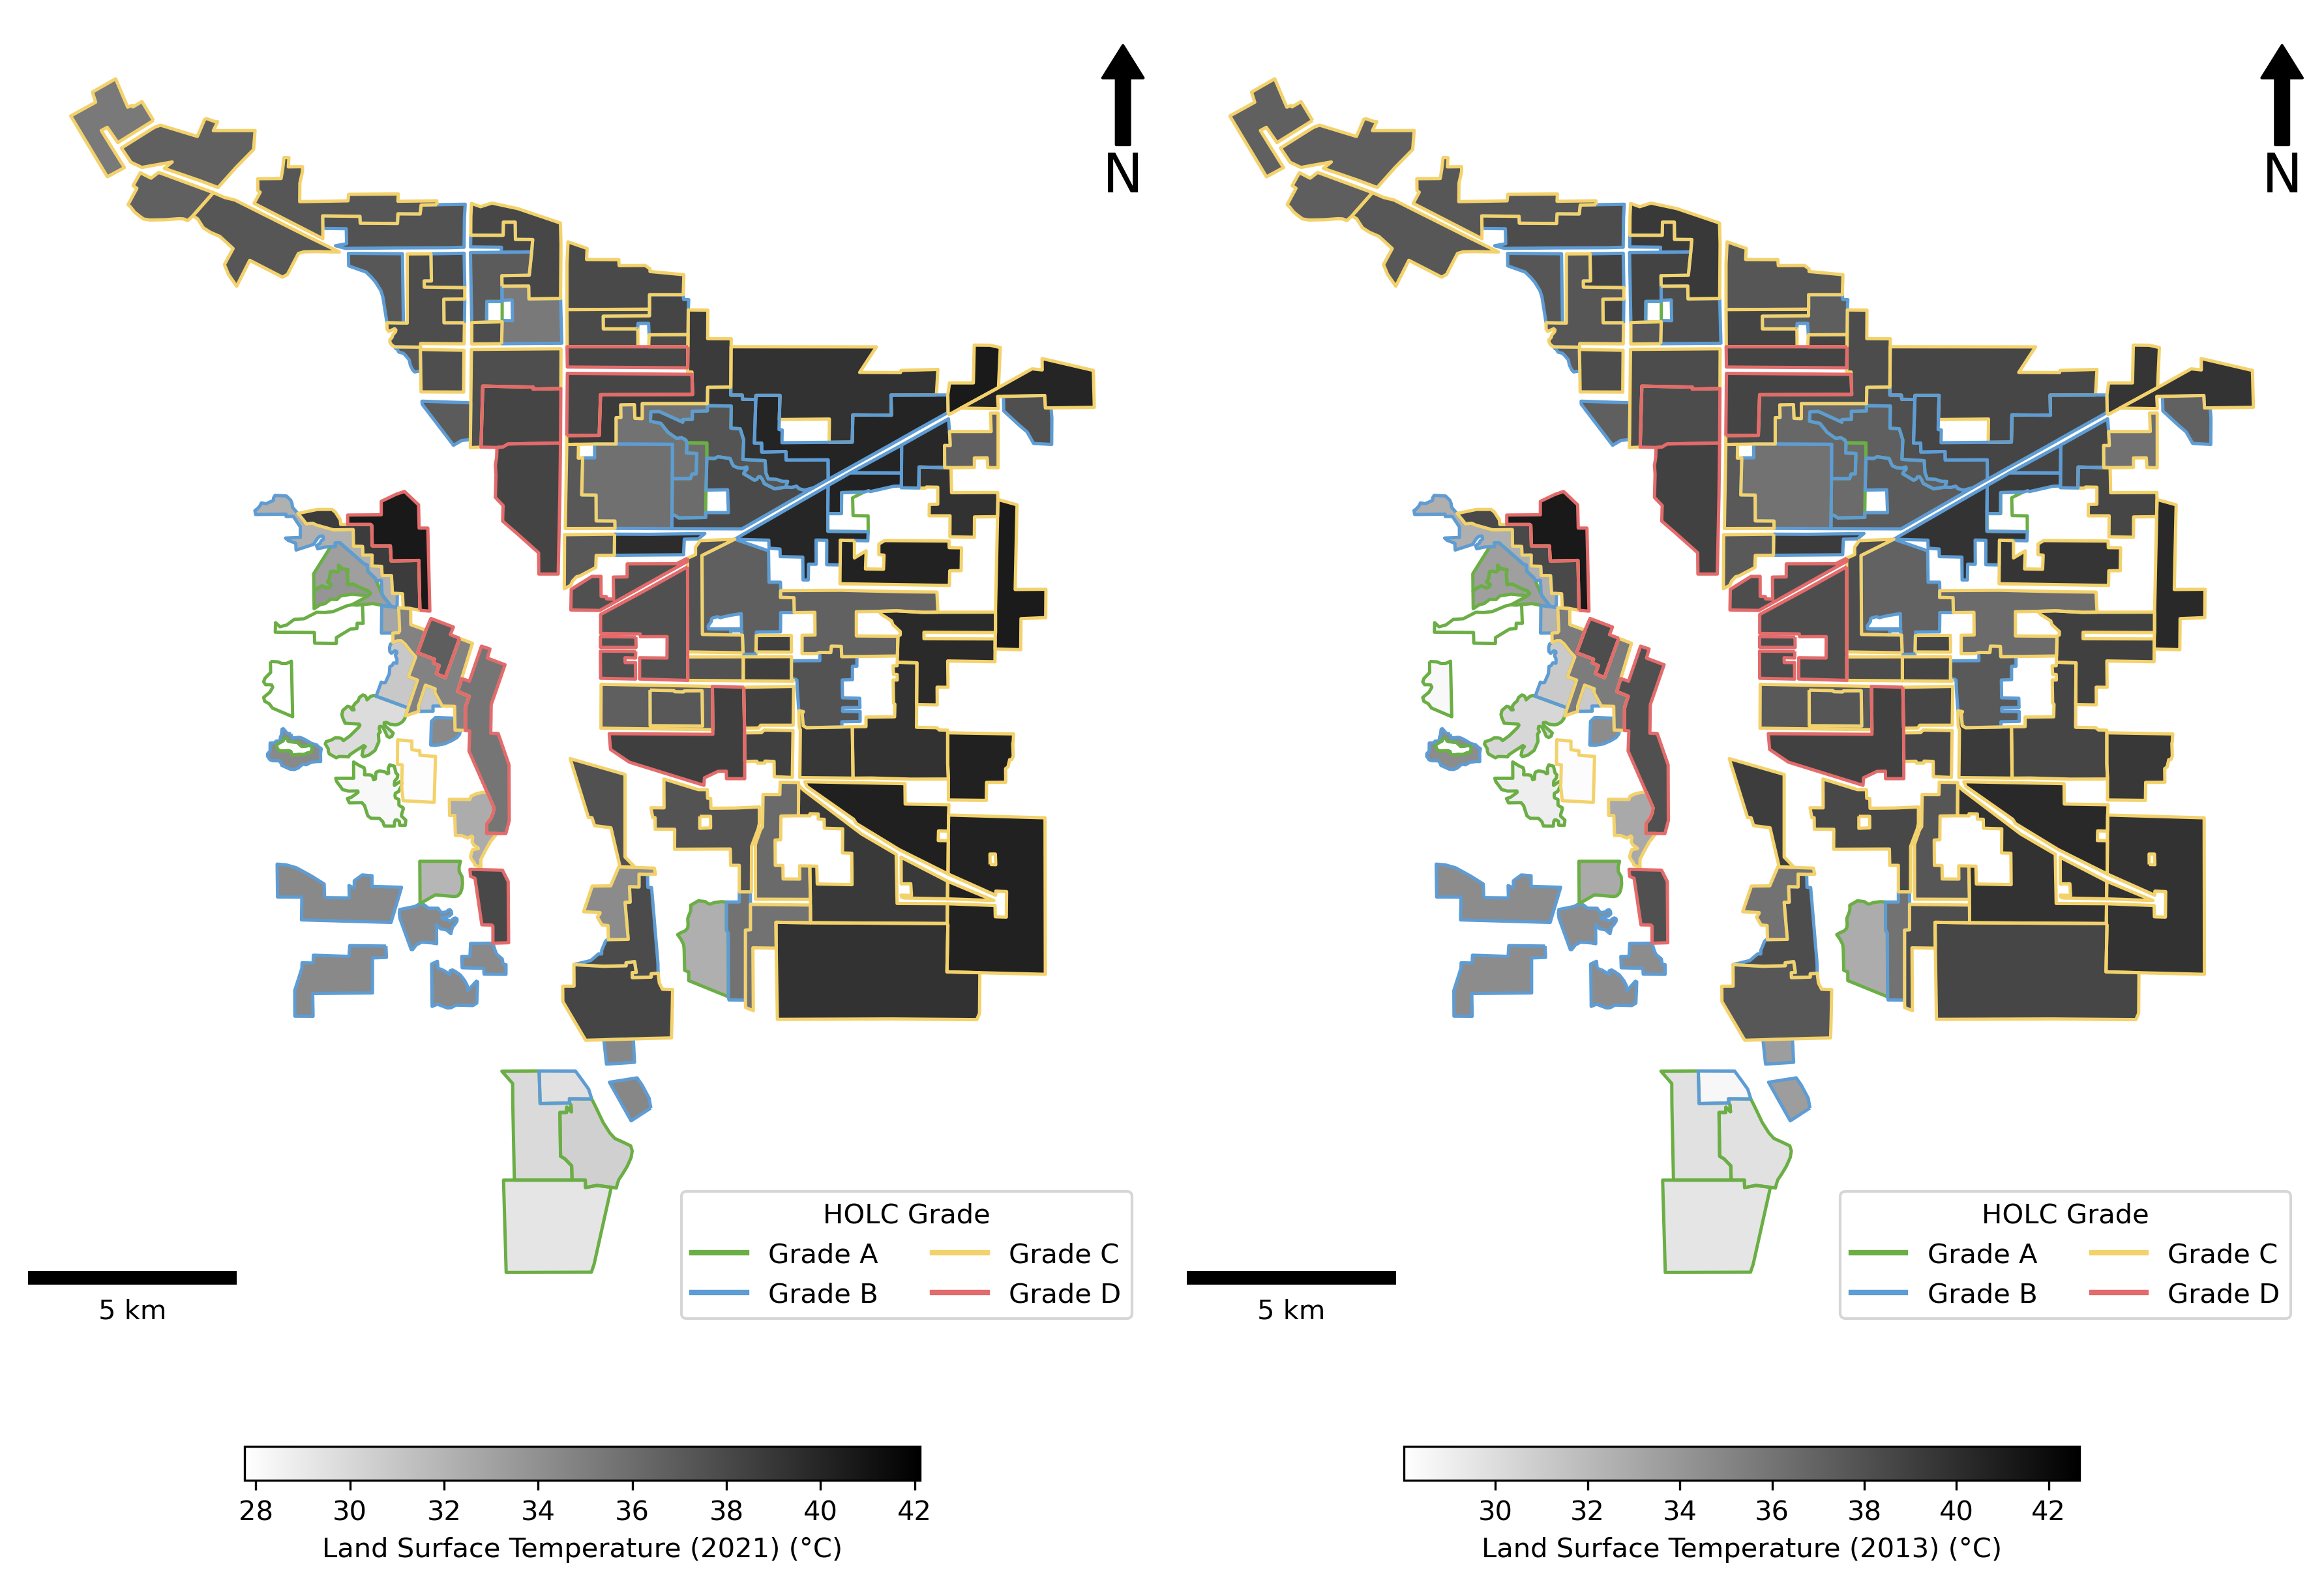 N
N
HOLC Grade
Grade A
Grade C
Grade B
Grade D
5 km
HOLC Grade
Grade A
Grade C
Grade B
Grade D
5 km
28 30 32 34 36 38 40 42
Land Surface Temperature (2021) (°C)
30 32 34 36 38 40 42
Land Surface Temperature (2013) (°C)